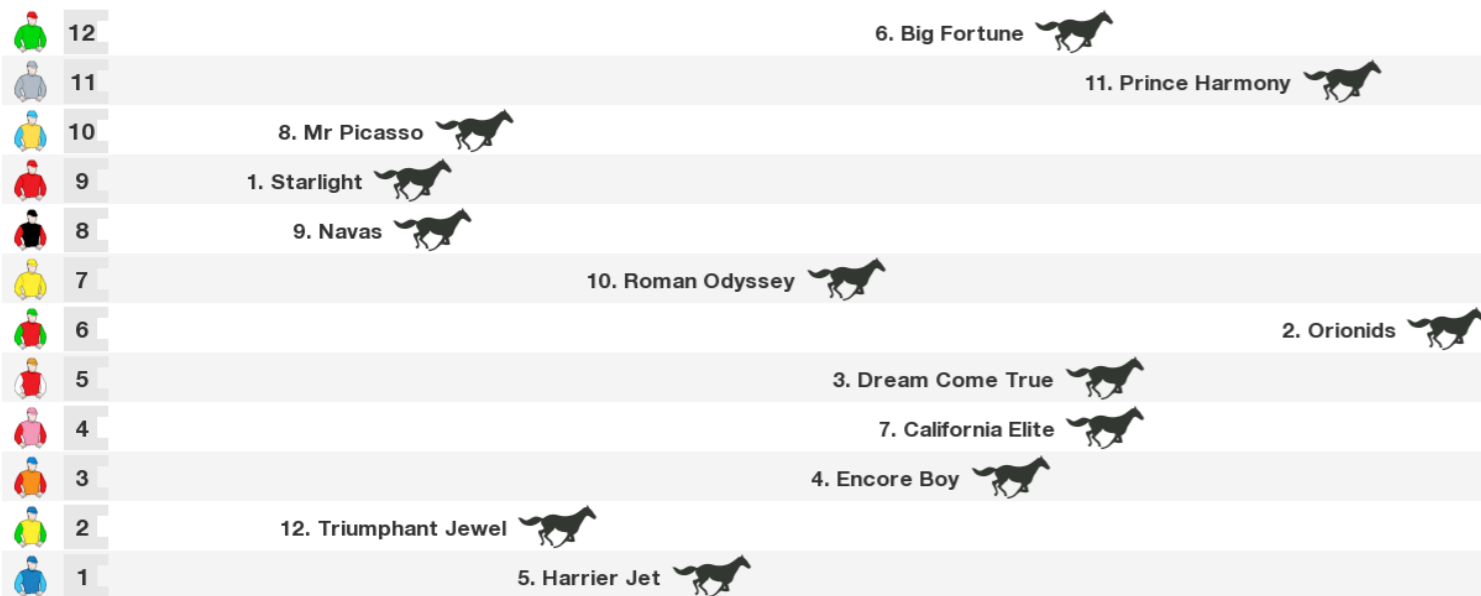 12 6. Big Fortune
11 11. Prince Harmony
10 8. Mr Picasso
9 1. Starlight
8 9. Navas
7 10. Roman Odyssey
6 2. Orionids
5 3. Dream Come True
4 7. California Elite
3 4. Encore Boy
2 12. Triumphant Jewel
1 5. Harrier Jet